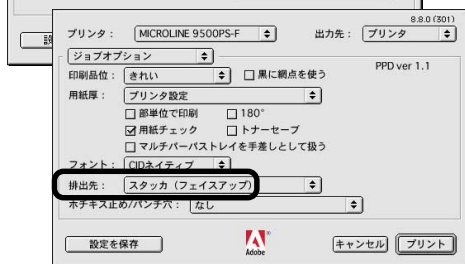 8.8.0 (301)
プリンタ： MICROLINE 9500PS-F 出力先： プリンタ
ジョブオプション
PPD ver 1.1
印刷品位： きれい 黒に網点を使う
用紙厚： プリンタ設定
部単位で印刷 180°
用紙チェック トナーセーブ
マルチパーパストレイを手差しとして扱う
フォント： CIDネイティブ
排出先： スタッカ（フェイスアップ）
ホチキス止め/パンチ穴： なし
設定を保存 Adobe キャンセル プリント